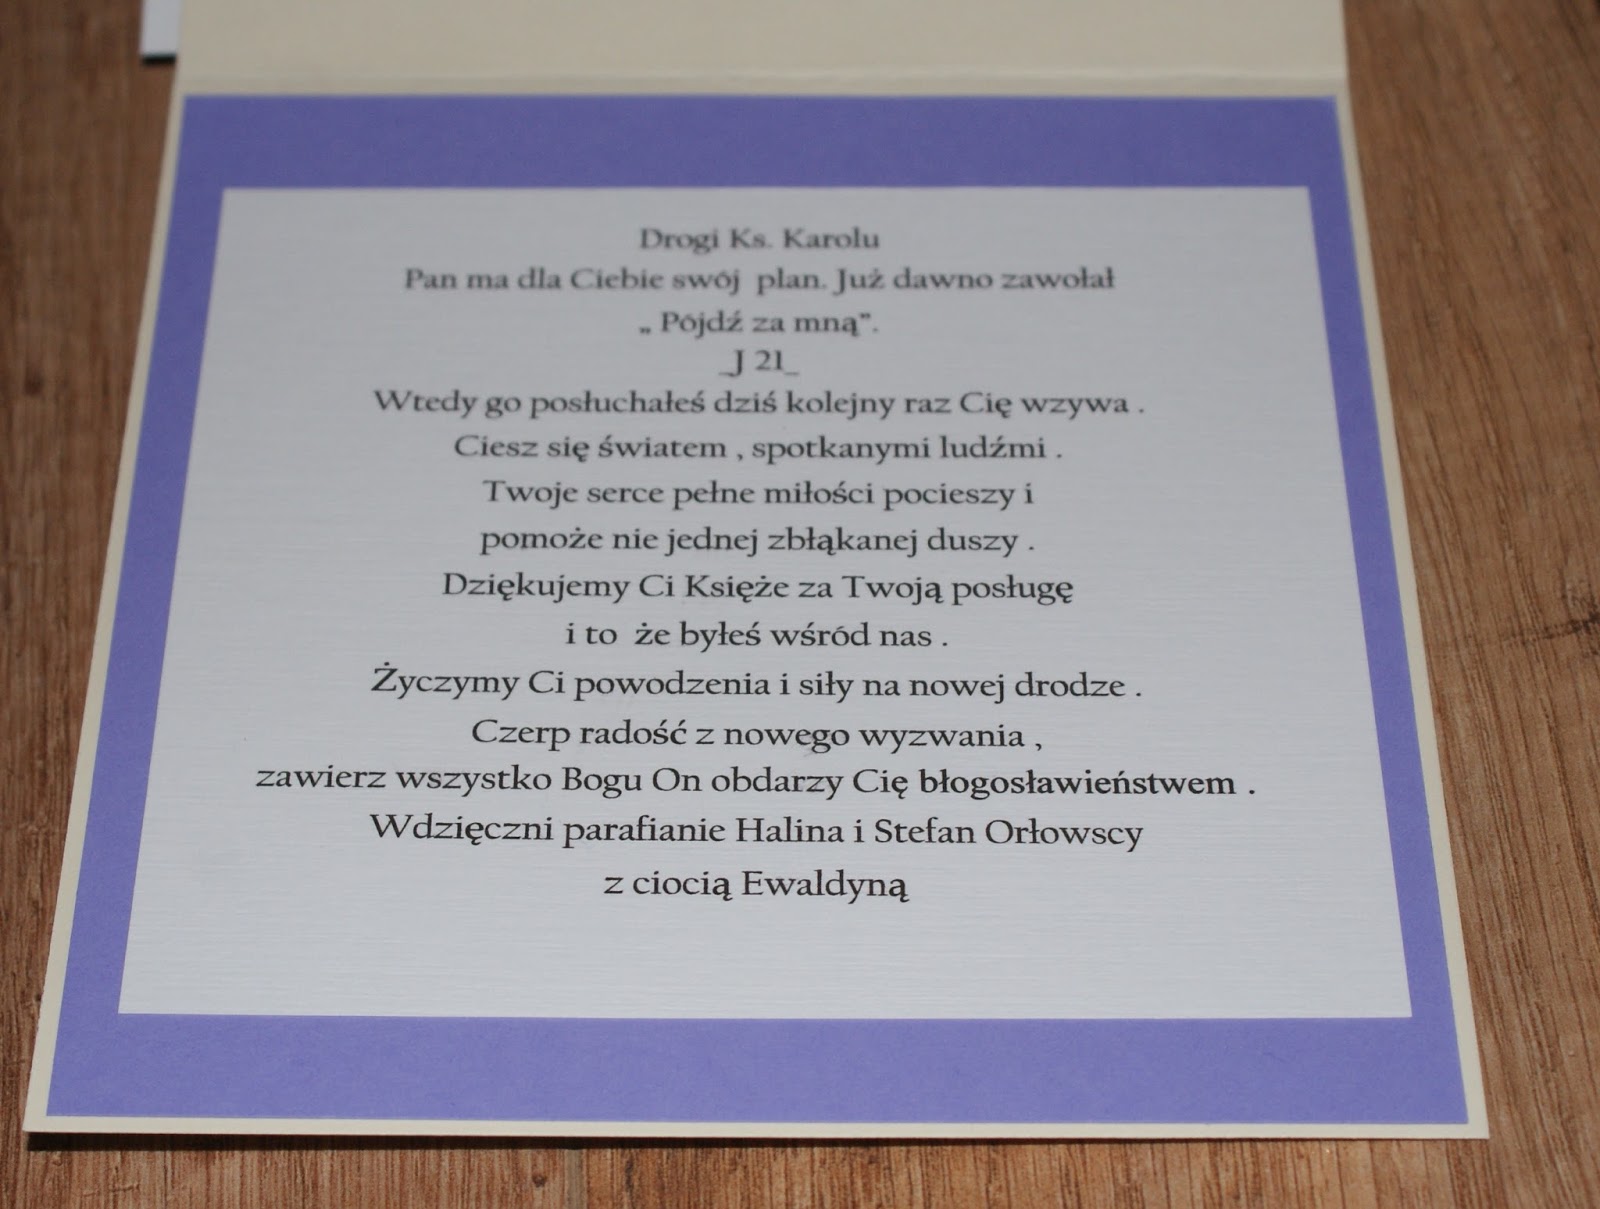 Drogi Ks. Karolu
Pan ma dla Ciebie swój  plan. Już dawno zawołał
„ Pójdź za mną”.
_J 21_
Wtedy go posłuchałeś dziś kolejny raz Cię wzywa .
Ciesz się światem , spotkanymi ludźmi .
Twoje serce pełne miłości pocieszy i
pomoże nie jednej zbłąkanej duszy .
Dziękujemy Ci Księże za Twoją posługę
i to  że byłeś wśród nas .
Życzymy Ci powodzenia i siły na nowej drodze .
Czerp radość z nowego wyzwania ,
zawierz wszystko Bogu On obdarzy Cię błogosławieństwem .
Wdzięczni parafianie Halina i Stefan Orłowscy
z ciocią Ewaldyną